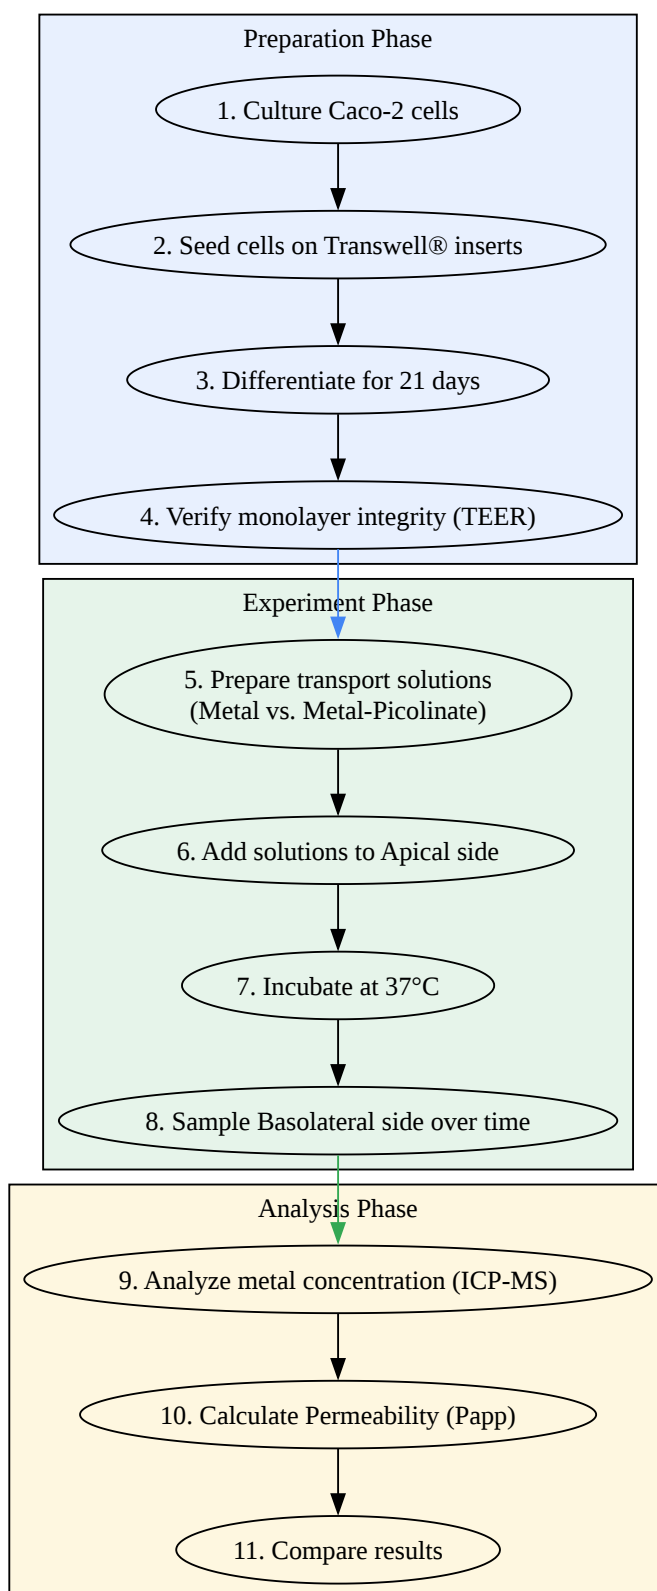 Preparation Phase
1. Culture Caco-2 cells
2. Seed cells on Transwell® inserts
3. Differentiate for 21 days
4. Verify monolayer integrity (TEER)
Experiment Phase
5. Prepare transport solutions
(Metal vs. Metal-Picolinate)
6. Add solutions to Apical side
7. Incubate at 37°C
8. Sample Basolateral side over time
Analysis Phase
9. Analyze metal concentration (ICP-MS)
10. Calculate Permeability (Papp)
11. Compare results